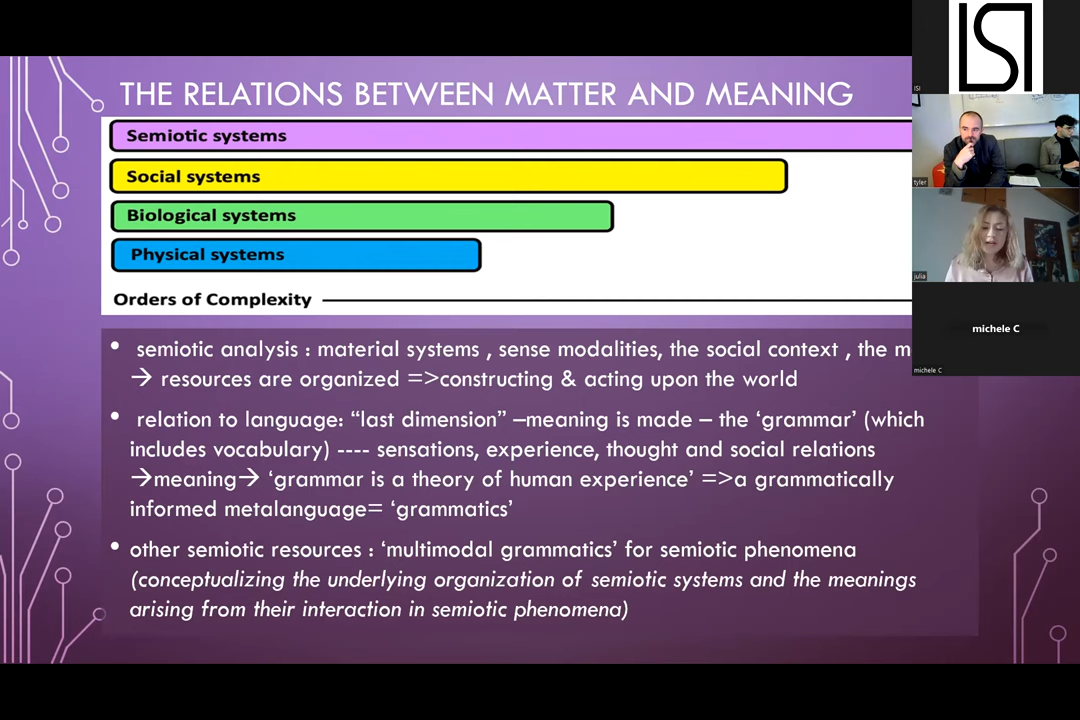 THE RELATIONS BETWEEN MATTER AND MEANING
Semiotic systems
Social systems
Biological systems
Physical systems
Orders of Complexity
• semiotic analysis : material systems , sense modalities, the social context , the m
→ resources are organized =>constructing & acting upon the world
• relation to language: “last dimension” –meaning is made – the ‘grammar’ (which
includes vocabulary) ---- sensations, experience, thought and social relations
→meaning→ ‘grammar is a theory of human experience’ =>a grammatically
informed metalanguage= ‘grammatics’
• other semiotic resources : ‘multimodal grammatics’ for semiotic phenomena
(conceptualizing the underlying organization of semiotic systems and the meanings
arising from their interaction in semiotic phenomena)
ISI
ISI
tyler
julia
michele C
michele C